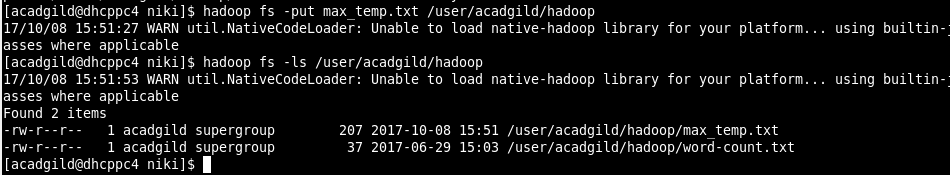 [acadgild@dhcppc4 niki]$ hadoop fs -put max_temp.txt /user/acadgild/hadoop
17/10/08 15:51:27 WARN util.NativeCodeLoader: Unable to load native-hadoop library for your platform... using builtin-j
asses where applicable
[acadgild@dhcppc4 niki]$ hadoop fs -ls /user/acadgild/hadoop
17/10/08 15:51:53 WARN util.NativeCodeLoader: Unable to load native-hadoop library for your platform... using builtin-j
asses where applicable
Found 2 items
-rw-r--r--   1 acadgild supergroup        207 2017-10-08 15:51 /user/acadgild/hadoop/max_temp.txt
-rw-r--r--   1 acadgild supergroup         37 2017-06-29 15:03 /user/acadgild/hadoop/word-count.txt
[acadgild@dhcppc4 niki]$